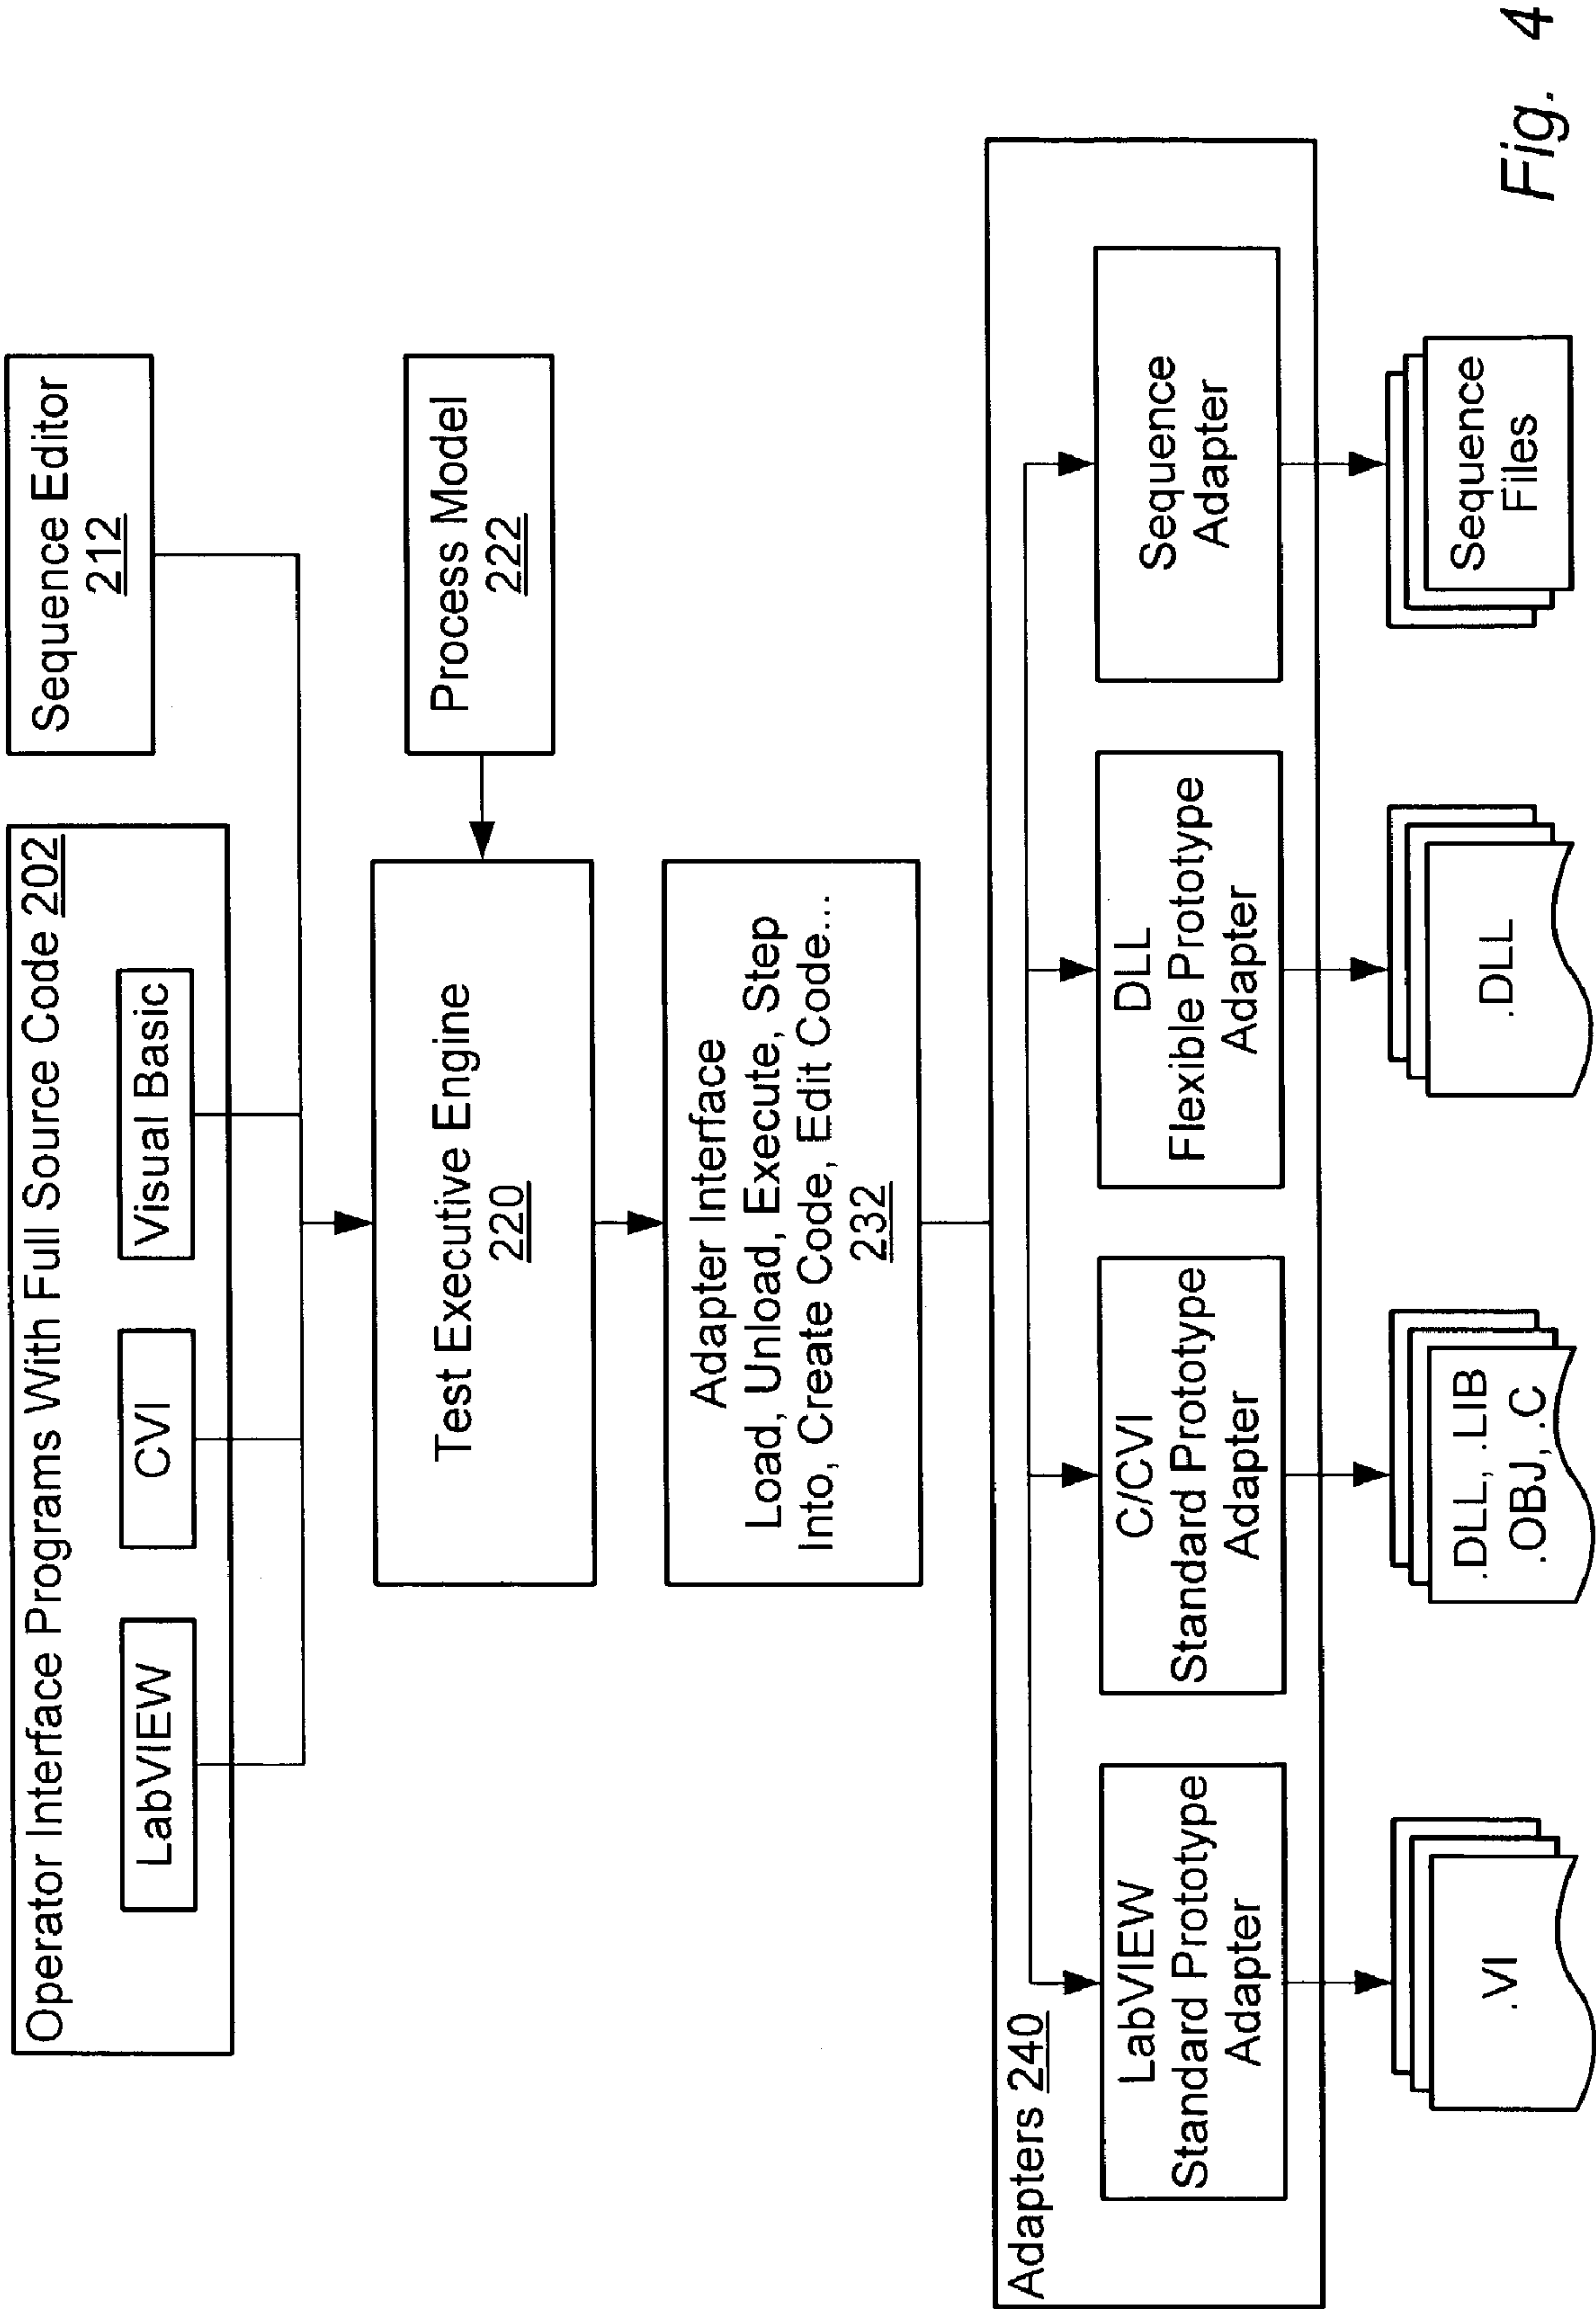 Operator Interface Programs With Full Source Code 202
LabVIEW
CVI
Visual Basic
Sequence Editor
212
Test Executive Engine
220
Process Model
222
Adapter Interface
Load, Unload, Execute, Step
Into, Create Code, Edit Code...
232
Adapters 240
LabVIEW
Standard Prototype
Adapter
C/CVI
Standard Prototype
Adapter
DLL
Flexible Prototype
Adapter
Sequence
Adapter
.VI
.DLL, .LIB
.OBJ, .C
.DLL
Sequence
Files
Fig. 4